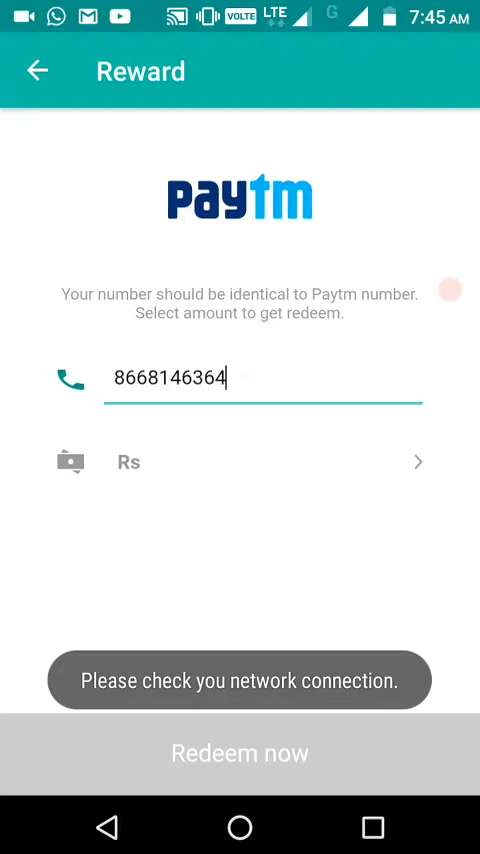 VOLTE LTE G 7:45 AM
Reward
paytm
Your number should be identical to Paytm number.
Select amount to get redeem.
8668146364
Rs
Please check you network connection.
Redeem now